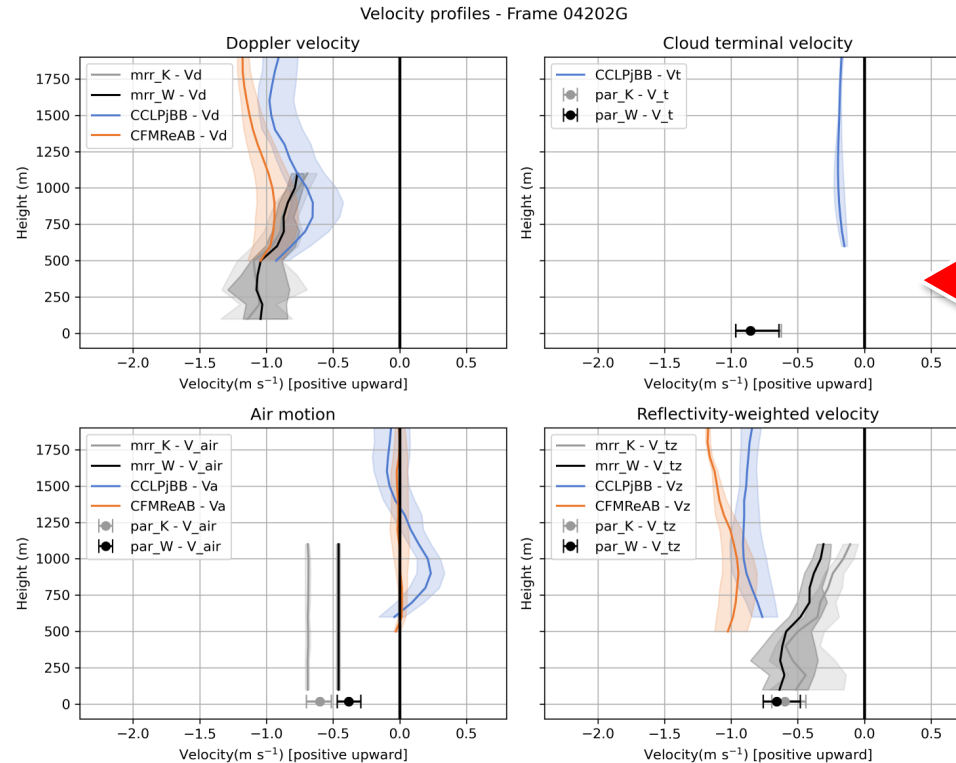 Velocity profiles - Frame 04202G
Doppler velocity
mrr_K - Vd
mrr_W - Vd
CCLPjBB - Vd
CFMReAB - Vd
Height (m)
1750
1500
1250
1000
750
500
250
0
−2.0 −1.5 −1.0 −0.5 0.0 0.5
Velocity(m s⁻¹) [positive upward]
Cloud terminal velocity
CCLPjBB - Vt
par_K - V_t
par_W - V_t
Height (m)
1750
1500
1250
1000
750
500
250
0
−2.0 −1.5 −1.0 −0.5 0.0 0.5
Velocity(m s⁻¹) [positive upward]
Air motion
mrr_K - V_air
mrr_W - V_air
CCLPjBB - Va
CFMReAB - Va
par_K - V_air
par_W - V_air
Height (m)
1750
1500
1250
1000
750
500
250
0
−2.0 −1.5 −1.0 −0.5 0.0 0.5
Velocity(m s⁻¹) [positive upward]
Reflectivity-weighted velocity
mrr_K - V_tz
mrr_W - V_tz
CCLPjBB - Vz
CFMReAB - Vz
par_K - V_tz
par_W - V_tz
Height (m)
1750
1500
1250
1000
750
500
250
0
−2.0 −1.5 −1.0 −0.5 0.0 0.5
Velocity(m s⁻¹) [positive upward]